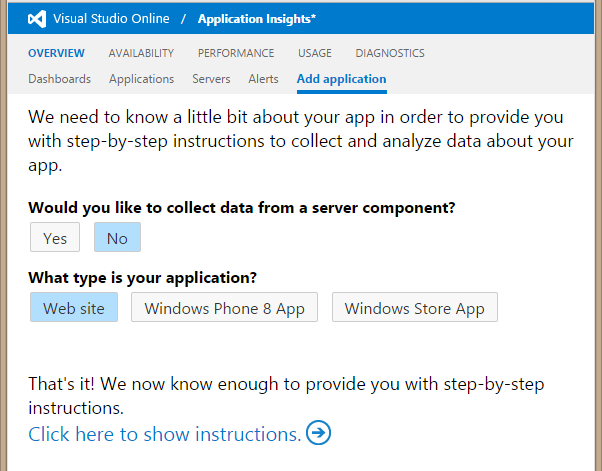 Visual Studio Online / Application Insights*
OVERVIEW AVAILABILITY PERFORMANCE USAGE DIAGNOSTICS
Dashboards Applications Servers Alerts Add application
We need to know a little bit about your app in order to provide you
with step-by-step instructions to collect and analyze data about your
app.
Would you like to collect data from a server component?
Yes No
What type is your application?
Web site Windows Phone 8 App Windows Store App
That's it! We now know enough to provide you with step-by-step
instructions.
Click here to show instructions.